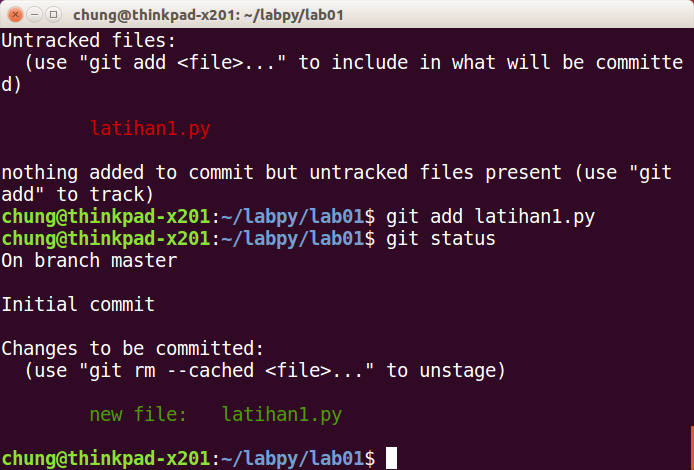 chung@thinkpad-x201: ~/labpy/lab01
Untracked files:
  (use "git add <file>..." to include in what will be committe
d)
        latihan1.py
nothing added to commit but untracked files present (use "git
add" to track)
chung@thinkpad-x201:~/labpy/lab01$ git add latihan1.py
chung@thinkpad-x201:~/labpy/lab01$ git status
On branch master
Initial commit
Changes to be committed:
  (use "git rm --cached <file>..." to unstage)
        new file:   latihan1.py
chung@thinkpad-x201:~/labpy/lab01$